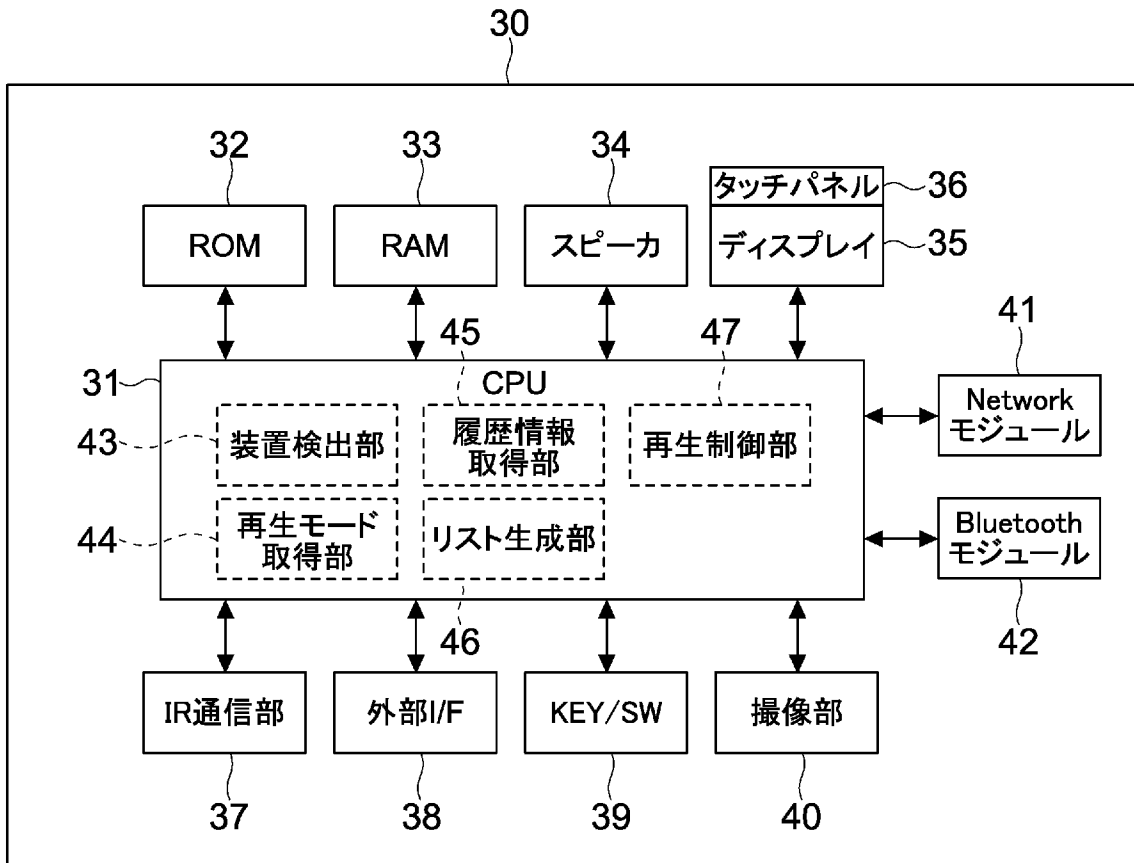 30
32
33
34
タッチパネル
36
ROM
RAM
スピーカ
ディスプレイ
35
45
47
41
31
CPU
Network
モジュール
43
装置検出部
履歴情報
取得部
再生制御部
44
再生モード
取得部
リスト生成部
Bluetooth
モジュール
46
42
IR通信部
外部I/F
KEY/SW
撮像部
37
38
39
40